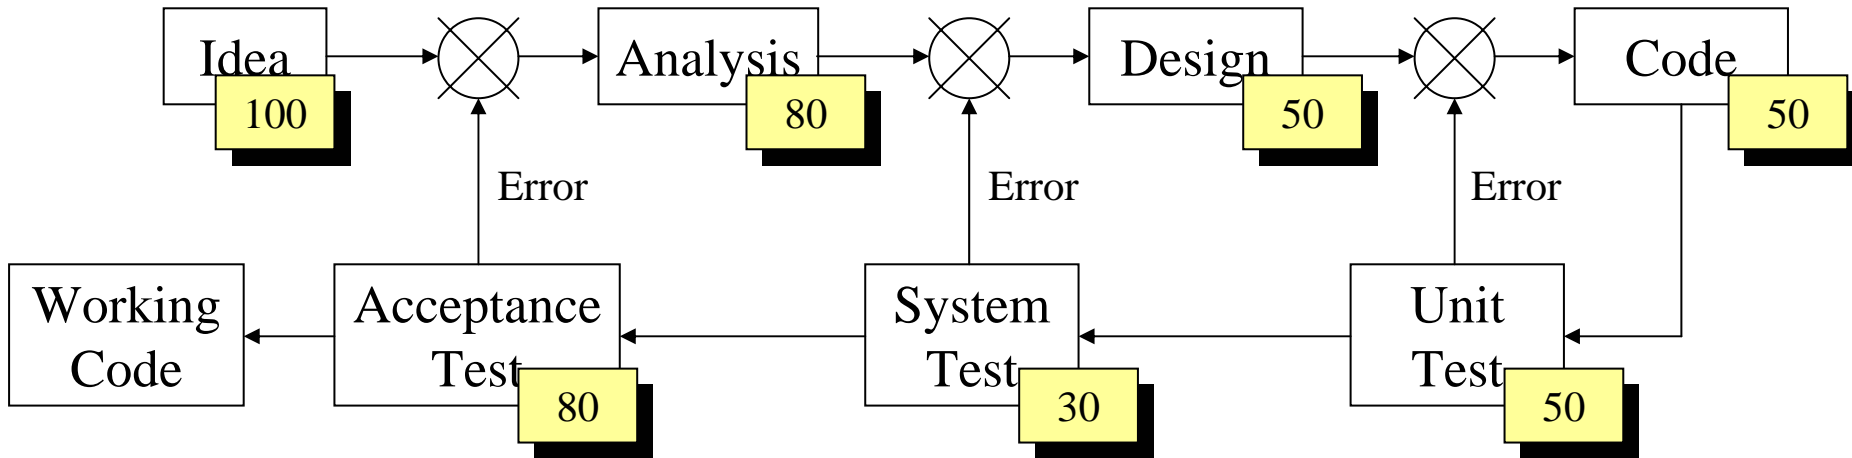 Idea
100
Analysis
80
Design
50
Code
50
Error
Error
Error
Working
Code
Acceptance
Test
80
System
Test
30
Unit
Test
50